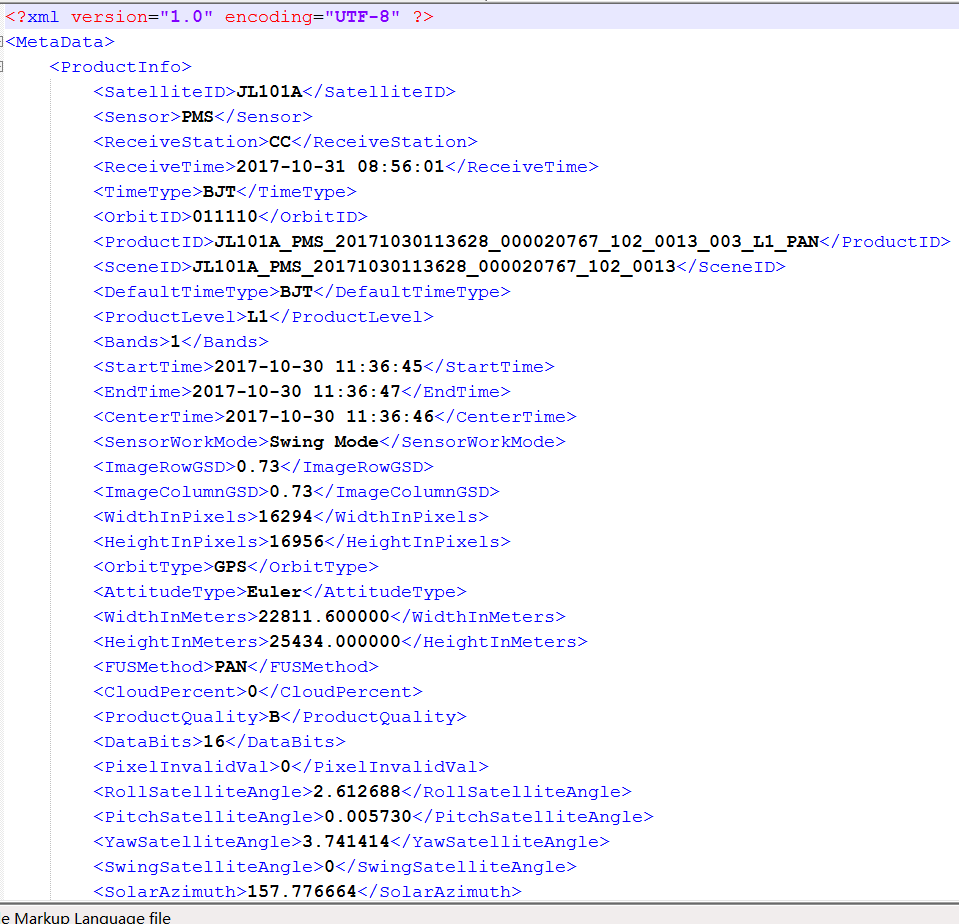 <?xml version="1.0" encoding="UTF-8" ?>
<MetaData>
<ProductInfo>
<SatelliteID>JL101A</SatelliteID>
<Sensor>PMS</Sensor>
<ReceiveStation>CC</ReceiveStation>
<ReceiveTime>2017-10-31 08:56:01</ReceiveTime>
<TimeType>BJT</TimeType>
<OrbitID>011110</OrbitID>
<ProductID>JL101A_PMS_20171030113628_000020767_102_0013_003_L1_PAN</ProductID>
<SceneID>JL101A_PMS_20171030113628_000020767_102_0013</SceneID>
<DefaultTimeType>BJT</DefaultTimeType>
<ProductLevel>L1</ProductLevel>
<Bands>1</Bands>
<StartTime>2017-10-30 11:36:45</StartTime>
<EndTime>2017-10-30 11:36:47</EndTime>
<CenterTime>2017-10-30 11:36:46</CenterTime>
<SensorWorkMode>Swing Mode</SensorWorkMode>
<ImageRowGSD>0.73</ImageRowGSD>
<ImageColumnGSD>0.73</ImageColumnGSD>
<WidthInPixels>16294</WidthInPixels>
<HeightInPixels>16956</HeightInPixels>
<OrbitType>GPS</OrbitType>
<AttitudeType>Euler</AttitudeType>
<WidthInMeters>22811.600000</WidthInMeters>
<HeightInMeters>25434.000000</HeightInMeters>
<FUSMethod>PAN</FUSMethod>
<CloudPercent>0</CloudPercent>
<ProductQuality>B</ProductQuality>
<DataBits>16</DataBits>
<PixelInvalidVal>0</PixelInvalidVal>
<RollSatelliteAngle>2.612688</RollSatelliteAngle>
<PitchSatelliteAngle>0.005730</PitchSatelliteAngle>
<YawSatelliteAngle>3.741414</YawSatelliteAngle>
<SwingSatelliteAngle>0</SwingSatelliteAngle>
<SolarAzimuth>157.776664</SolarAzimuth>
e Markup Language file